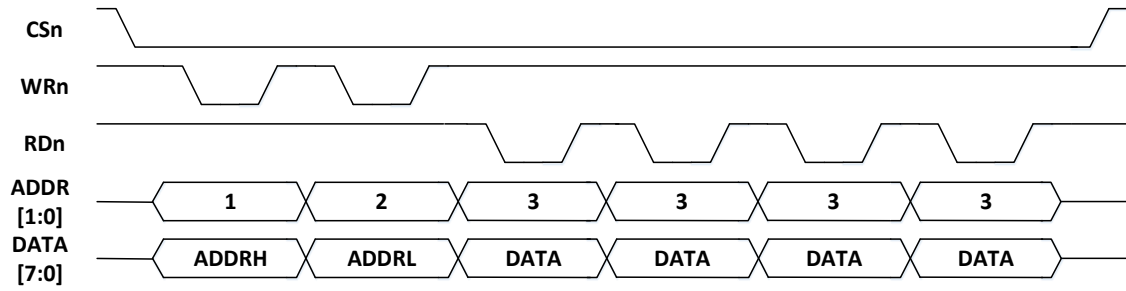 CSn
WRn
RDn
ADDR
[1:0]
1 2 3 3 3 3
DATA
[7:0]
ADDRH ADDRL DATA DATA DATA DATA